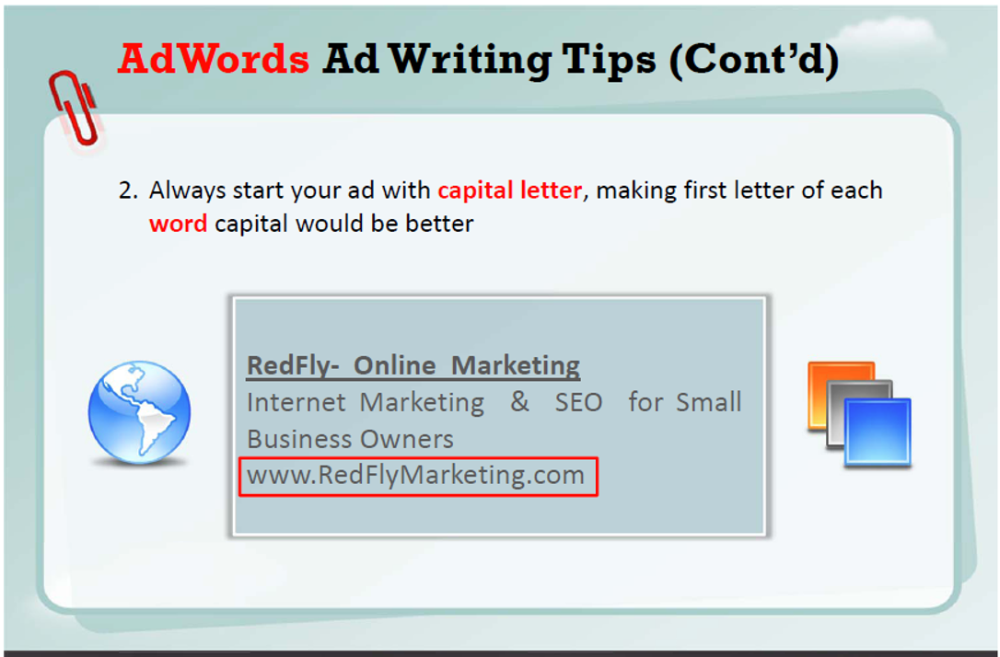 AdWords Ad Writing Tips (Cont’d)
2. Always start your ad with capital letter, making first letter of each
word capital would be better
RedFly- Online Marketing
Internet Marketing & SEO for Small
Business Owners
www.RedFlyMarketing.com